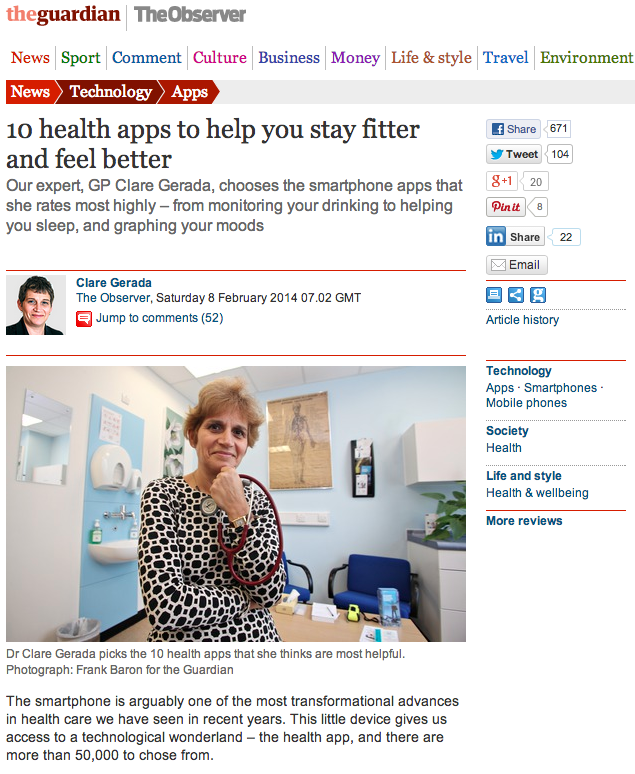 theguardian TheObserver
News Sport Comment Culture Business Money Life & style Travel Environment
News Technology Apps
10 health apps to help you stay fitter
and feel better
Our expert, GP Clare Gerada, chooses the smartphone apps that
she rates most highly – from monitoring your drinking to helping
you sleep, and graphing your moods
Share 671
Tweet 104
g+1 20
Pin it 8
in Share 22
Email
Article history
Clare Gerada
The Observer, Saturday 8 February 2014 07.02 GMT
Jump to comments (52)
Technology
Apps · Smartphones ·
Mobile phones
Society
Health
Life and style
Health & wellbeing
More reviews
Dr Clare Gerada picks the 10 health apps that she thinks are most helpful.
Photograph: Frank Baron for the Guardian
The smartphone is arguably one of the most transformational advances
in health care we have seen in recent years. This little device gives us
access to a technological wonderland – the health app, and there are
more than 50,000 to chose from.